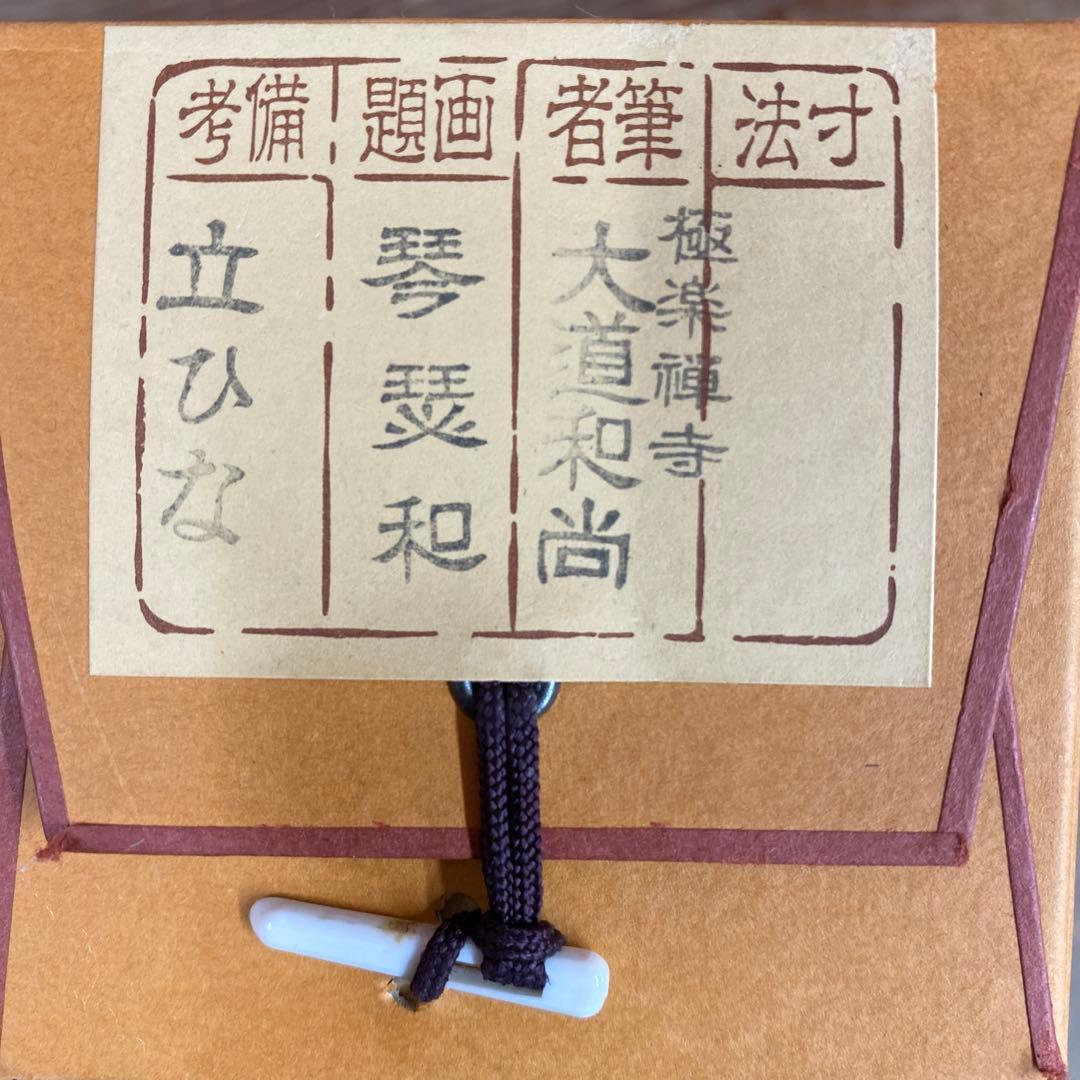 寸法
筆者
極楽禅寺
大道和尚
画題
琴瑟和
備考
立ひな